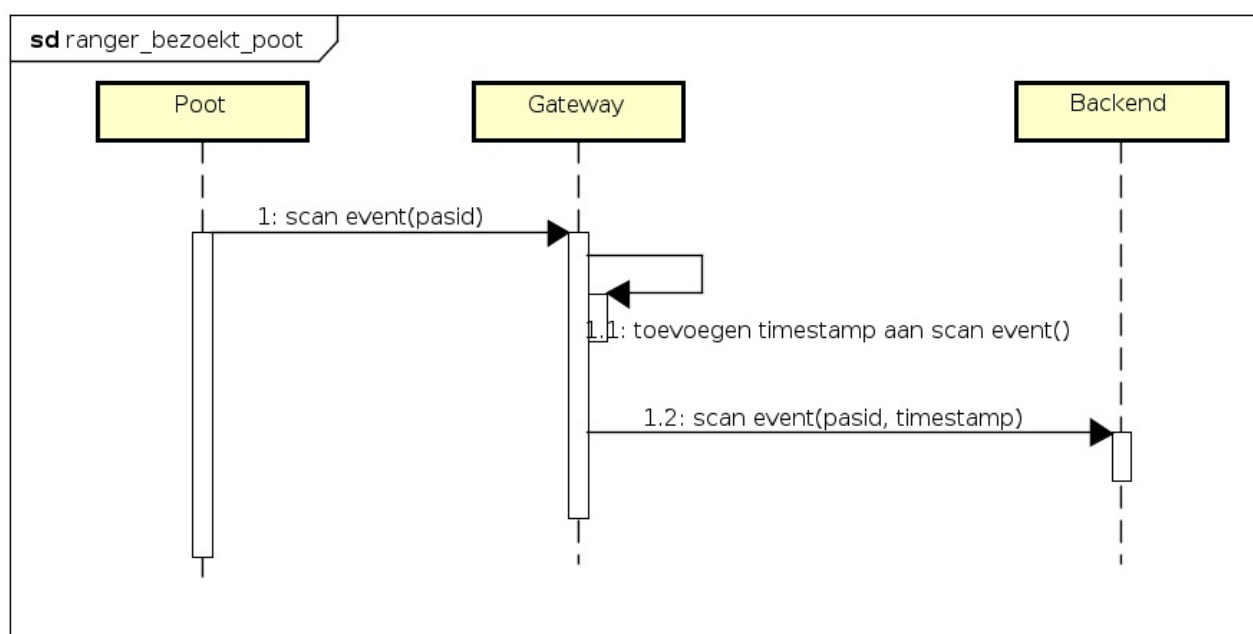 sd ranger_bezoekt_poot
Poot
Gateway
Backend
1: scan event(pasid)
1.1: toevoegen timestamp aan scan event()
1.2: scan event(pasid, timestamp)